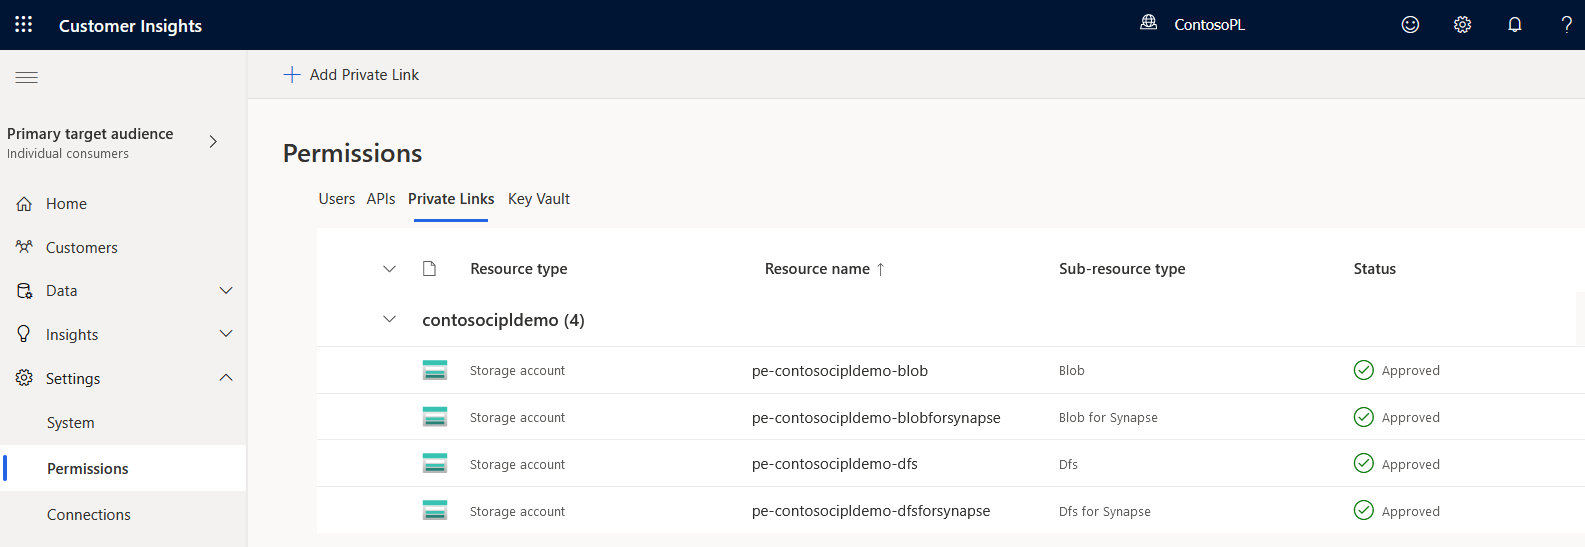 Customer Insights
ContosoPL
?
Add Private Link
Primary target audience
Individual consumers
Home
Customers
Data
Insights
Settings
System
Permissions
Connections
Permissions
Users APIs Private Links Key Vault
Resource type Resource name ↑ Sub-resource type Status
contosocipldemo (4)
Storage account pe-contosocipldemo-blob Blob Approved
Storage account pe-contosocipldemo-blobforsynapse Blob for Synapse Approved
Storage account pe-contosocipldemo-dfs Dfs Approved
Storage account pe-contosocipldemo-dfsforsynapse Dfs for Synapse Approved